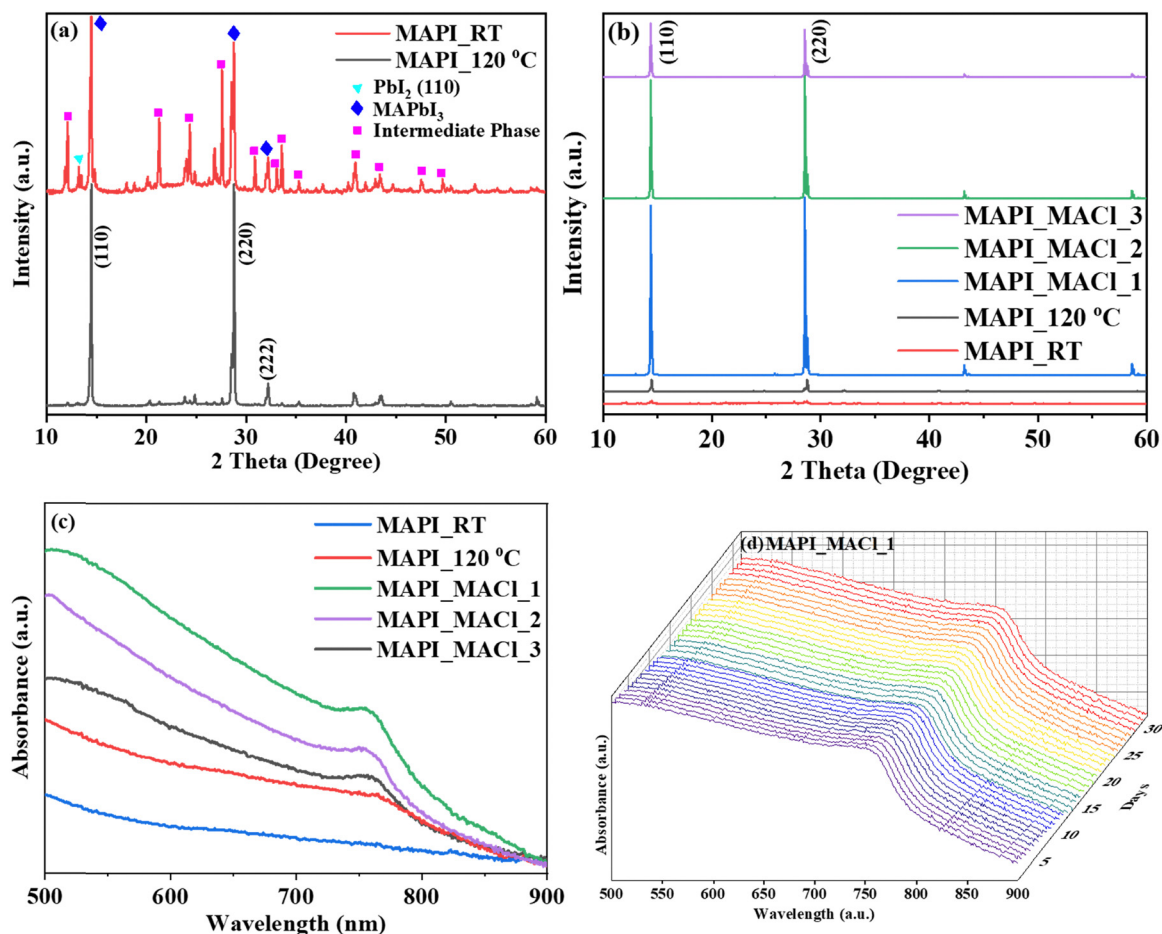 (a)
MAPI_RT
MAPI_120 ⁰C
PbI₂ (110)
MAPbI₃
Intermediate Phase
(110)
(220)
(222)
Intensity (a.u.)
10 20 30 40 50 60
2 Theta (Degree)
(b)
(110)
(220)
MAPI_MACl_3
MAPI_MACl_2
MAPI_MACl_1
MAPI_120 ⁰C
MAPI_RT
Intensity (a.u.)
10 20 30 40 50 60
2 Theta (Degree)
(c)
MAPI_RT
MAPI_120 ⁰C
MAPI_MACl_1
MAPI_MACl_2
MAPI_MACl_3
Absorbance (a.u.)
500 600 700 800 900
Wavelength (nm)
(d) MAPI_MACl_1
Absorbance (a.u.)
500 550 600 650 700 750 800 850 900
Wavelength (a.u.)
5 10 15 20 25 30
Days